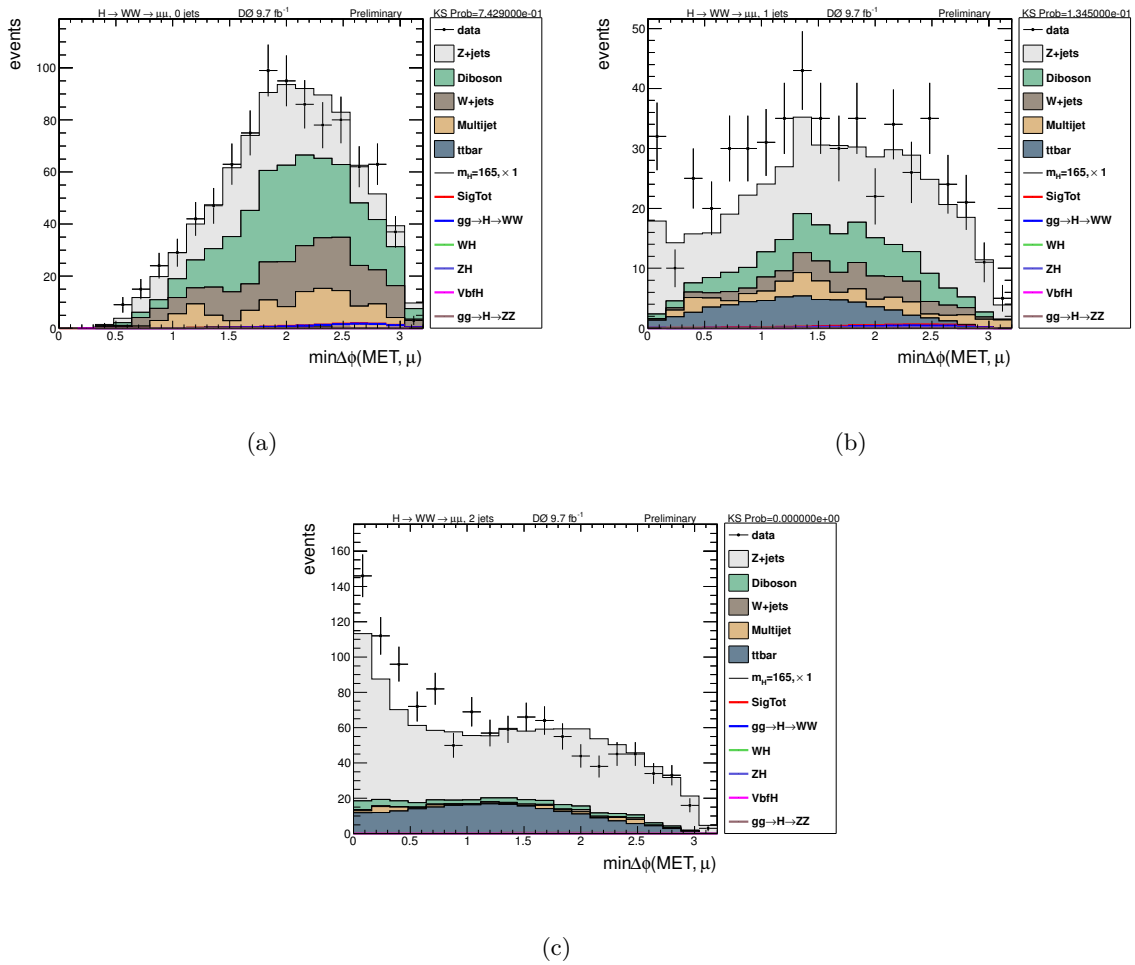 H → WW → μμ, 0 jets DØ 9.7 fb⁻¹ Preliminary KS Prob=7.429000e-01
events
100
80
60
40
20
0
0 0.5 1 1.5 2 2.5 3
minΔϕ(MET, μ)
data
Z+jets
Diboson
W+jets
Multijet
ttbar
m_H=165, × 1
SigTot
gg→H→WW
WH
ZH
VbfH
gg→H→ZZ
(a)
H → WW → μμ, 1 jets DØ 9.7 fb⁻¹ Preliminary KS Prob=1.345000e-01
events
50
40
30
20
10
0
0 0.5 1 1.5 2 2.5 3
minΔϕ(MET, μ)
data
Z+jets
Diboson
W+jets
Multijet
ttbar
m_H=165, × 1
SigTot
gg→H→WW
WH
ZH
VbfH
gg→H→ZZ
(b)
H → WW → μμ, 2 jets DØ 9.7 fb⁻¹ Preliminary KS Prob=0.000000e+00
events
160
140
120
100
80
60
40
20
0
0 0.5 1 1.5 2 2.5 3
minΔϕ(MET, μ)
data
Z+jets
Diboson
W+jets
Multijet
ttbar
m_H=165, × 1
SigTot
gg→H→WW
WH
ZH
VbfH
gg→H→ZZ
(c)